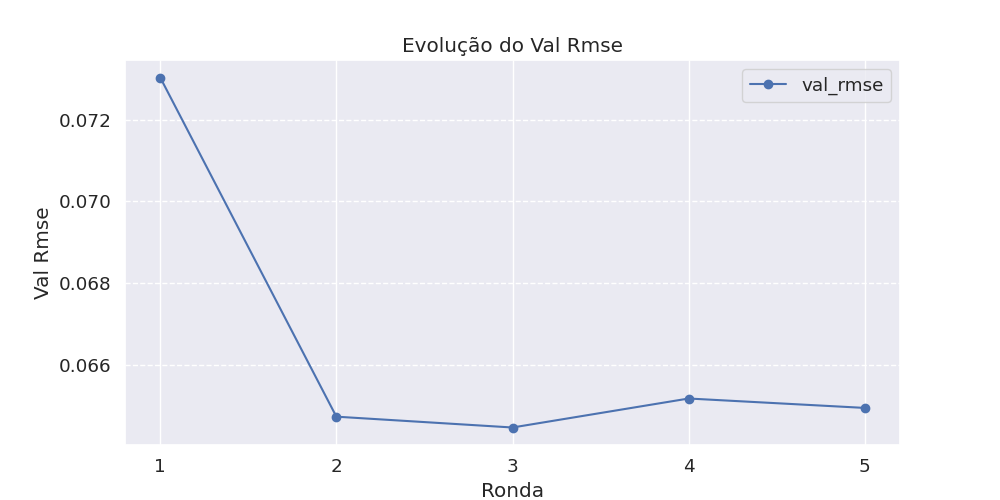 Evolução do Val Rmse
val_rmse
Val Rmse
0.072
0.070
0.068
0.066
1 2 3 4 5
Ronda